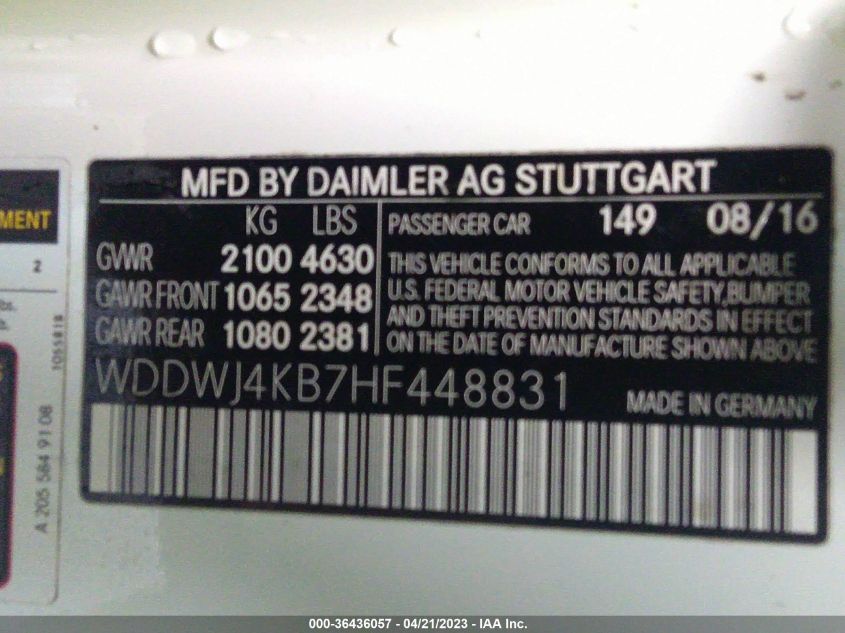 MFD BY DAIMLER AG STUTTGART
KG LBS
GVWR 2100 4630
GAWR FRONT 1065 2348
GAWR REAR 1080 2381
PASSENGER CAR 149 08/16
THIS VEHICLE CONFORMS TO ALL APPLICABLE
U.S. FEDERAL MOTOR VEHICLE SAFETY,BUMPER
AND THEFT PREVENTION STANDARDS IN EFFECT
ON THE DATE OF MANUFACTURE SHOWN ABOVE
WDDWJ4KB7HF448831
MADE IN GERMANY
MENT
2
1055818
A 205 584 91 08
000-36436057 - 04/21/2023 - IAA Inc.